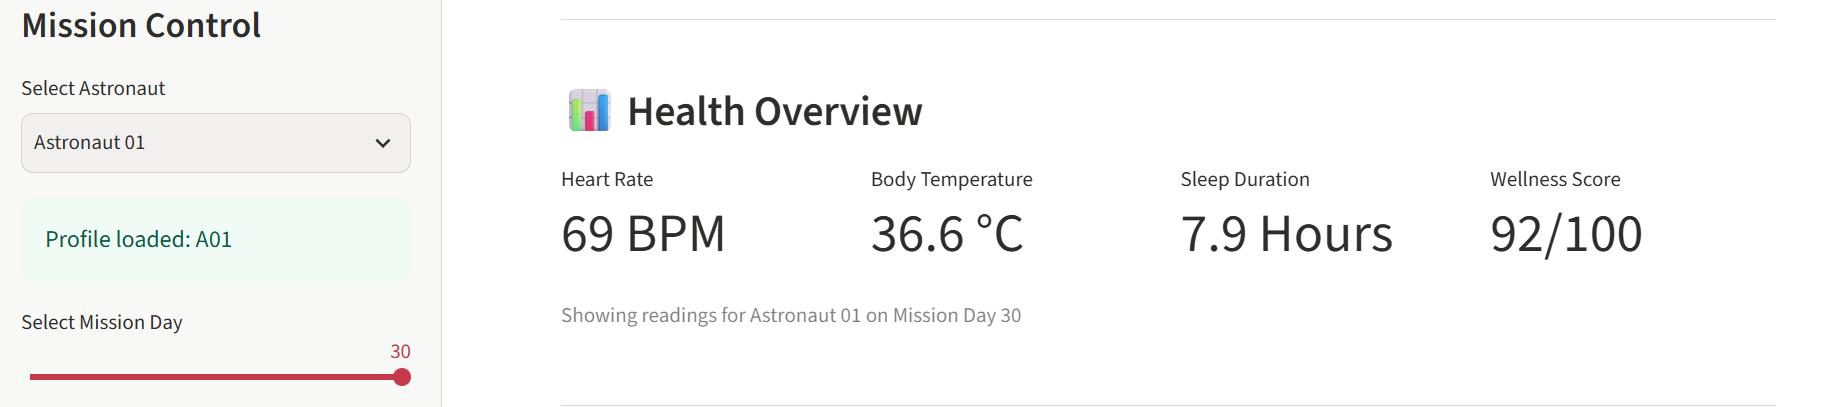 Mission Control
Select Astronaut
Astronaut 01
Profile loaded: A01
Select Mission Day
30
Health Overview
Heart Rate
69 BPM
Body Temperature
36.6 °C
Sleep Duration
7.9 Hours
Wellness Score
92/100
Showing readings for Astronaut 01 on Mission Day 30